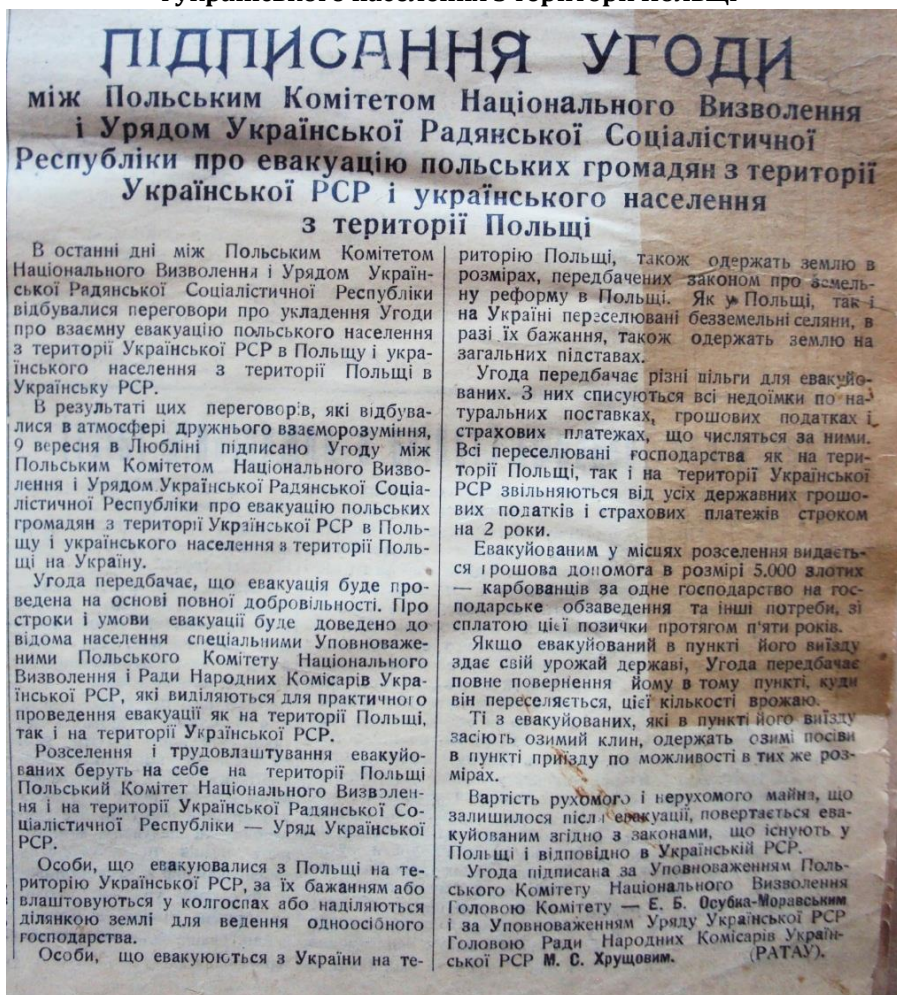 і українського населення з території Польщі
ПІДПИСАННЯ УГОДИ
між Польським Комітетом Національного Визволення
і Урядом Української Радянської Соціалістичної
Республіки про евакуацію польських громадян з території
Української РСР і українського населення
з території Польщі
В останні дні між Польським Комітетом
Національного Визволення і Урядом Україн-
ської Радянської Соціалістичної Республіки
відбувалися переговори про укладення Угоди
про взаємну евакуацію польського населення
з території Української РСР в Польщу і укра-
їнського населення з території Польщі в
Українську РСР.
В результаті цих переговорів, які відбува-
лися в атмосфері дружнього взаєморозуміння,
9 вересня в Любліні підписано Угоду між
Польським Комітетом Національного Визво-
лення і Урядом Української Радянської Соціа-
лістичної Республіки про евакуацію польських
громадян з території Української РСР в Поль-
щу і українського населення з території Поль-
щі на Україну.
Угода передбачає, що евакуація буде про-
ведена на основі повної добровільності. Про
строки і умови евакуації буде доведено до
відома населення спеціальними Уповноваже-
ними Польського Комітету Національного
Визволення і Ради Народних Комісарів Укра-
їнської РСР, які виділяються для практичного
проведення евакуації як на території Польщі,
так і на території Української РСР.
Розселення і трудовлаштування евакуйо-
ваних беруть на себе на території Польщі
Польський Комітет Національного Визволен-
ня і на території Української Радянської Со-
ціалістичної Республіки — Уряд Української
РСР.
Особи, що евакуювалися з Польщі на те-
риторію Української РСР, за їх бажанням або
влаштовуються у колгоспах або наділяються
ділянкою землі для ведення одноосібного
господарства.
Особи, що евакуюються з України на те-
риторію Польщі, також одержать землю в
розмірах, передбачених законом про земель-
ну реформу в Польщі. Як у Польщі, так і
на Україні переселювані безземельні селяни, в
разі їх бажання, також одержать землю на
загальних підставах.
Угода передбачає різні пільги для евакуйо-
ваних. З них списуються всі недоїмки по на-
туральних поставках, грошових податках і
страхових платежах, що числяться за ними.
Всі переселювані господарства як на тери-
торії Польщі, так і на території Української
РСР звільняються від усіх державних грошо-
вих податків і страхових платежів строком
на 2 роки.
Евакуйованим у місцях розселення видаєть-
ся грошова допомога в розмірі 5.000 злотих
— карбованців за одне господарство на гос-
подарське обзаведення та інші потреби, зі
сплатою цієї позички протягом п'яти років.
Якщо евакуйований в пункті його виїзду
здає свій урожай державі, Угода передбачає
повне повернення йому в тому пункті, куди
він переселяється, цієї кількості врожаю.
Ті з евакуйованих, які в пункті його виїзду
засіють озимий клин, одержать озимі посіви
в пункті приїзду по можливості в тих же роз-
мірах.
Вартість рухомого і нерухомого майна, що
залишилося після евакуації, повертається ева-
куйованим згідно з законами, що існують у
Польщі і відповідно в Українській РСР.
Угода підписана за Уповноваженням Поль-
ського Комітету Національного Визволення
Головою Комітету — Е. Б. Осубка-Моравським
і за Уповноваженням Уряду Української РСР
Головою Ради Народних Комісарів Україн-
ської РСР М. С. Хрущовим. (РАТАУ).